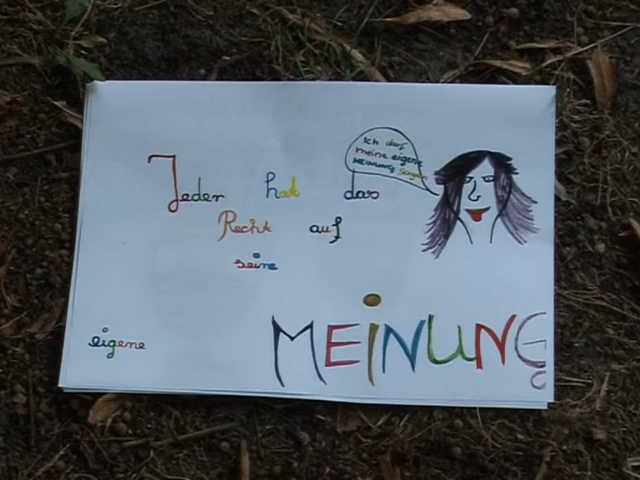 Ich darf
meine eigene
MEINUNG sagen
Jeder hat das
Recht auf
seine
eigene MEiNUNG